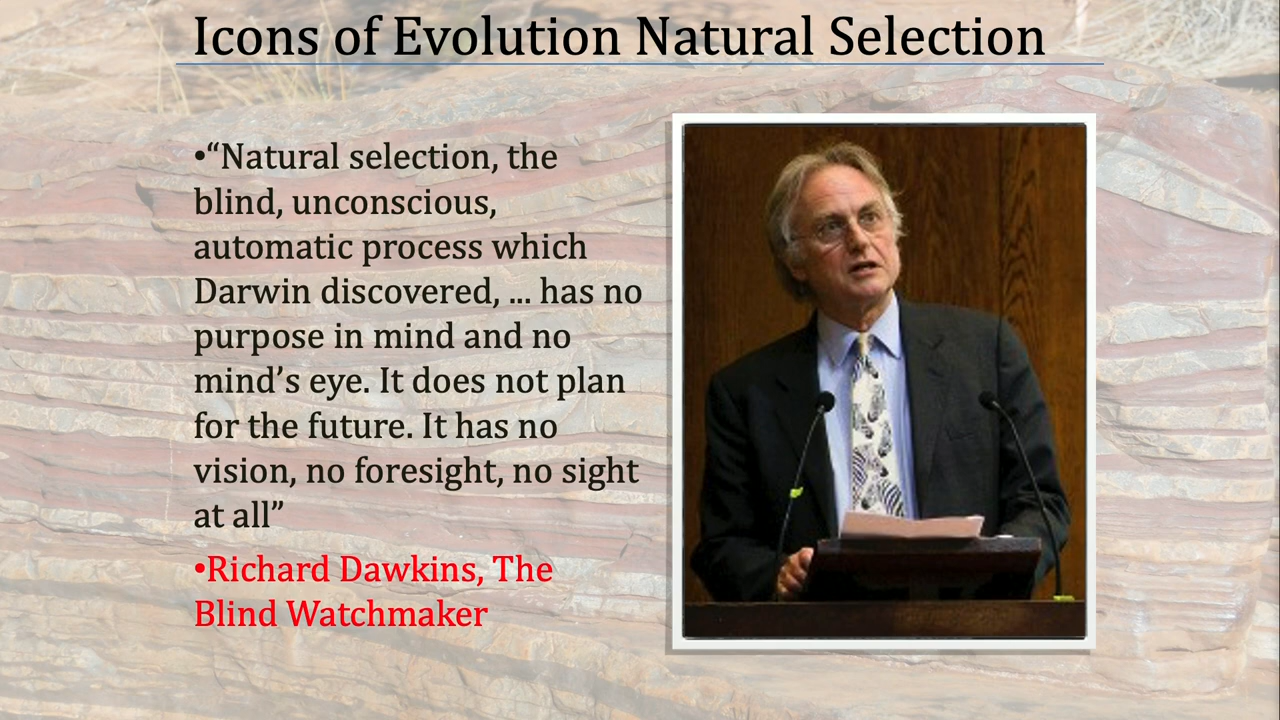 Icons of Evolution Natural Selection
•“Natural selection, the
blind, unconscious,
automatic process which
Darwin discovered, ... has no
purpose in mind and no
mind’s eye. It does not plan
for the future. It has no
vision, no foresight, no sight
at all”
•Richard Dawkins, The
Blind Watchmaker